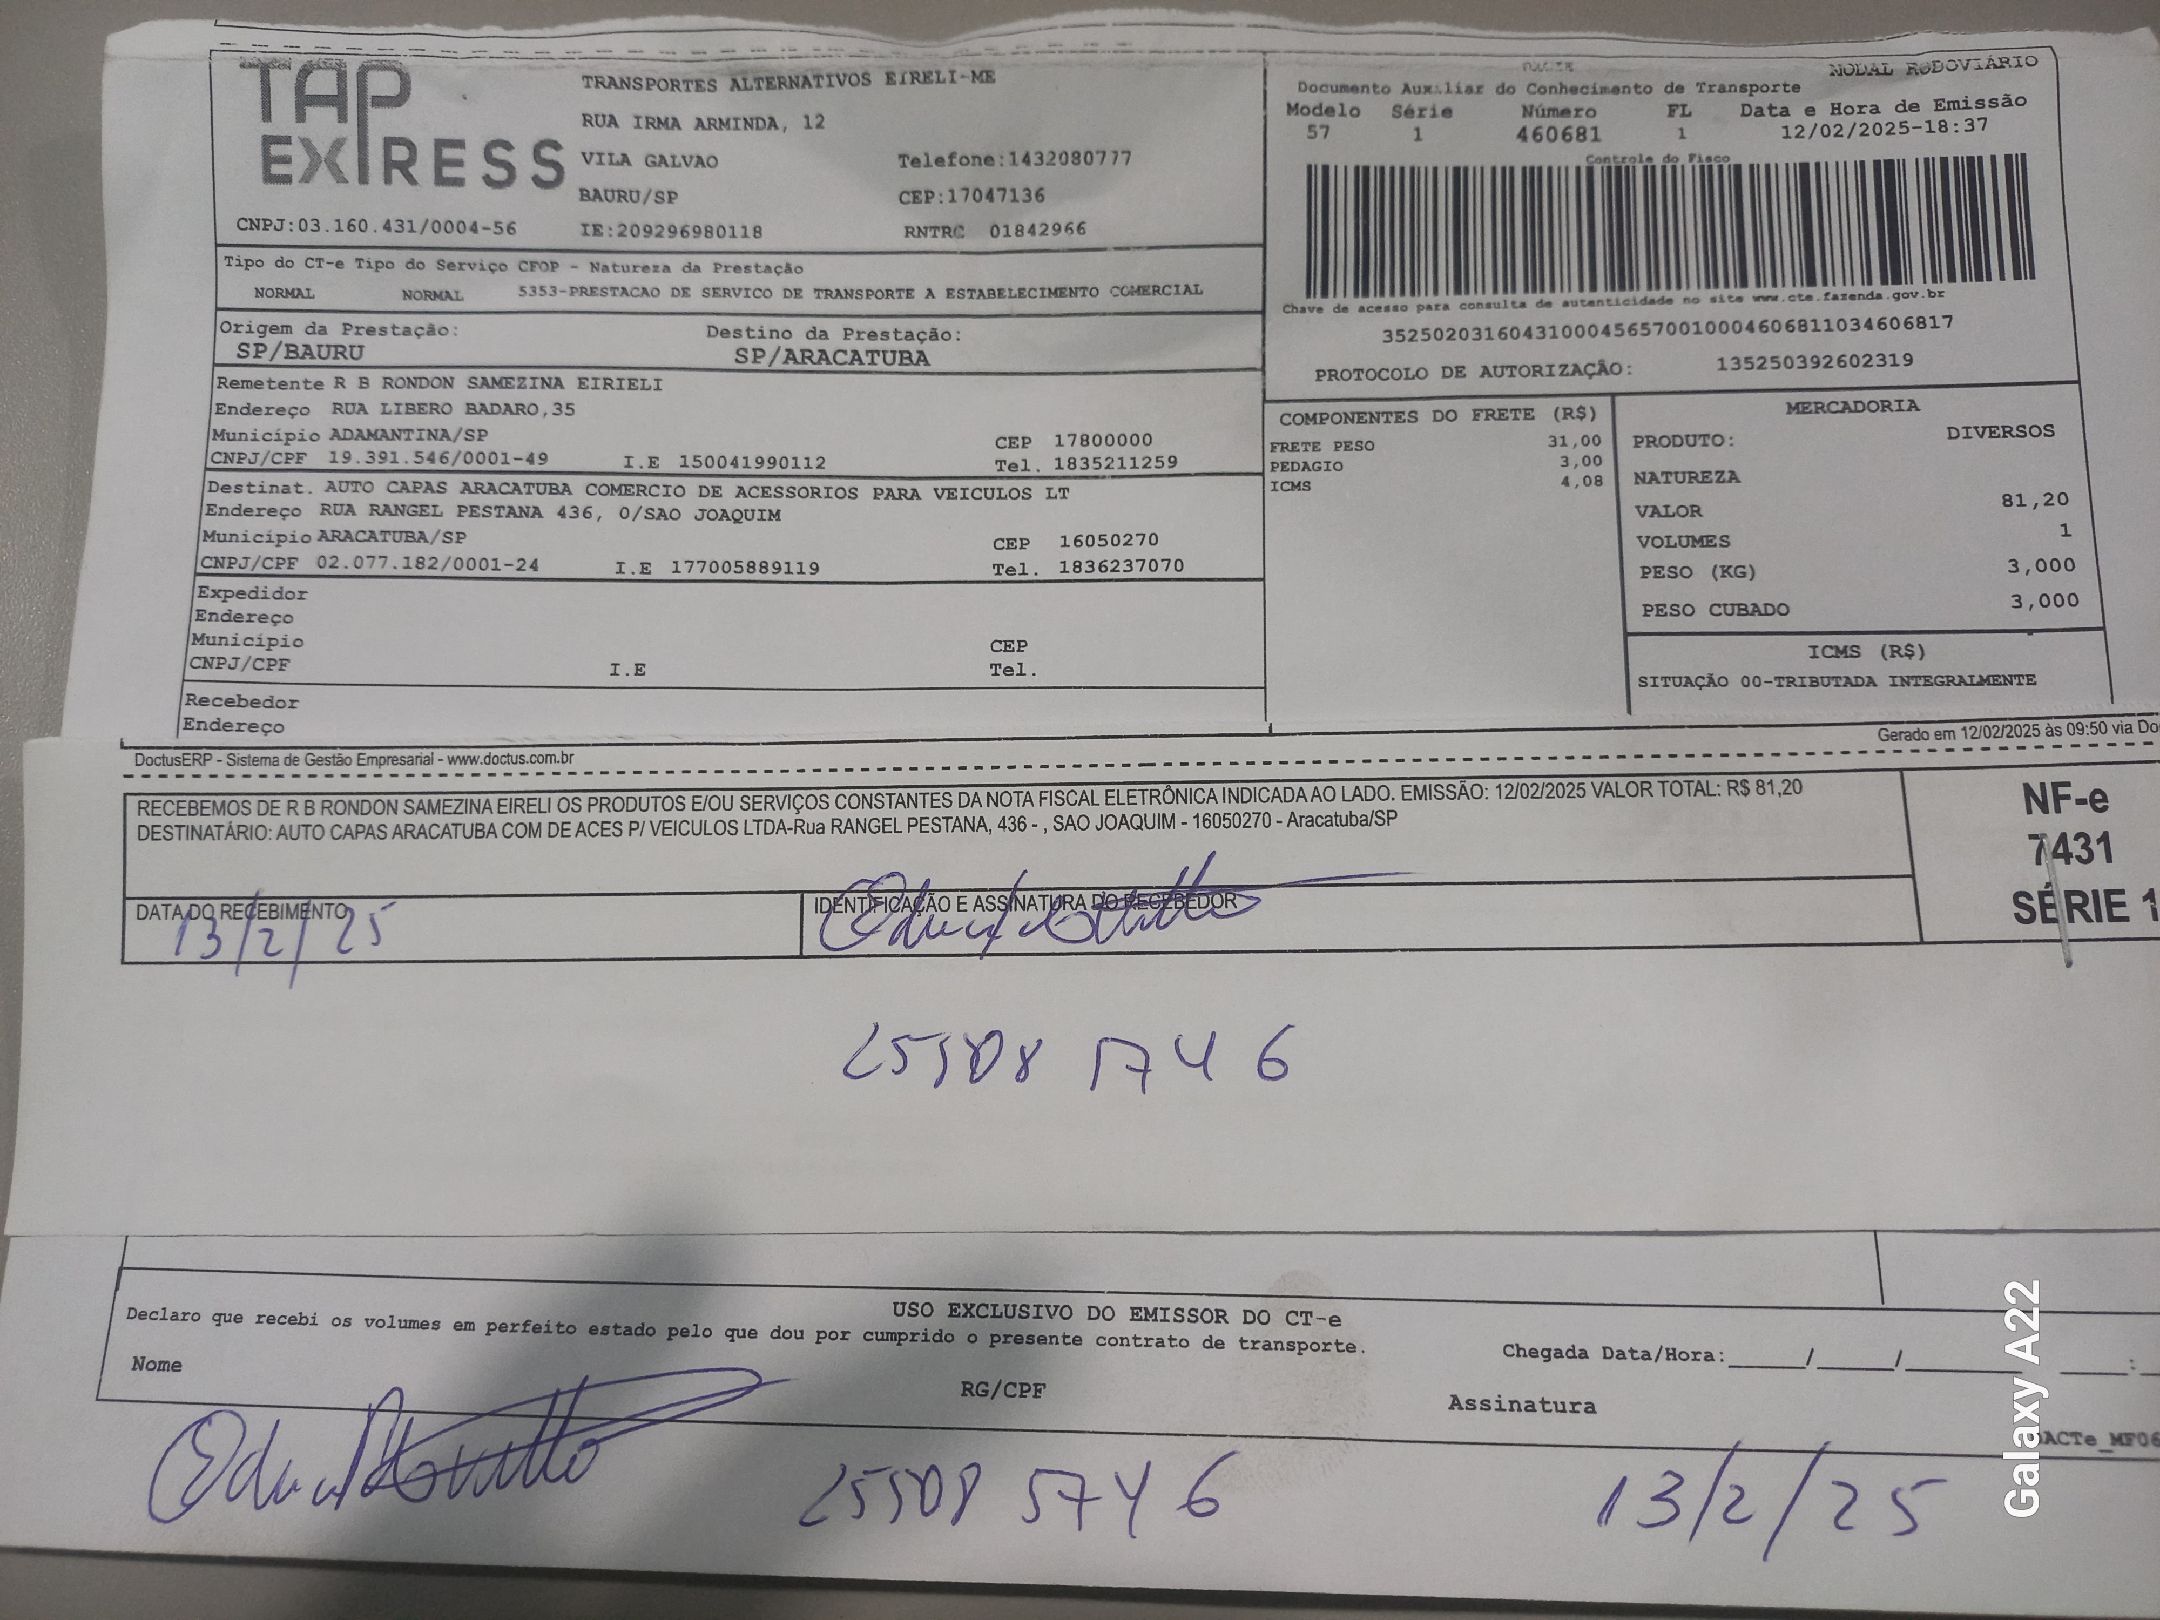 TAP EXPRESS
TRANSPORTES ALTERNATIVOS EIRELI-ME
RUA IRMA ARMINDA, 12
VILA GALVAO Telefone:1432080777
BAURU/SP CEP:17047136
CNPJ:03.160.431/0004-56 IE:209296980118 RNTRC 01842966
MODAL RODOVIÁRIO
Documento Auxiliar do Conhecimento de Transporte
Modelo Série Número FL Data e Hora de Emissão
57 1 460681 1 12/02/2025-18:37
Controle do Fisco
Chave de acesso para consulta de autenticidade no site www.cte.fazenda.gov.br
35250203160431000456570010004606811034606817
PROTOCOLO DE AUTORIZAÇÃO: 135250392602319
Tipo do CT-e Tipo do Serviço CFOP - Natureza da Prestação
NORMAL NORMAL 5353-PRESTACAO DE SERVICO DE TRANSPORTE A ESTABELECIMENTO COMERCIAL
Origem da Prestação: Destino da Prestação:
SP/BAURU SP/ARACATUBA
Remetente R B RONDON SAMEZINA EIRIELI
Endereço RUA LIBERO BADARO,35
Município ADAMANTINA/SP CEP 17800000
CNPJ/CPF 19.391.546/0001-49 I.E 150041990112 Tel. 1835211259
Destinat. AUTO CAPAS ARACATUBA COMERCIO DE ACESSORIOS PARA VEICULOS LT
Endereço RUA RANGEL PESTANA 436, 0/SAO JOAQUIM
Município ARACATUBA/SP CEP 16050270
CNPJ/CPF 02.077.182/0001-24 I.E 177005889119 Tel. 1836237070
Expedidor
Endereço
Município CEP
CNPJ/CPF I.E Tel.
Recebedor
Endereço
COMPONENTES DO FRETE (R$)
FRETE PESO 31,00
PEDAGIO 3,00
ICMS 4,08
MERCADORIA
PRODUTO: DIVERSOS
NATUREZA
VALOR 81,20
VOLUMES 1
PESO (KG) 3,000
PESO CUBADO 3,000
ICMS (R$)
SITUAÇÃO 00-TRIBUTADA INTEGRALMENTE
DoctusERP - Sistema de Gestão Empresarial - www.doctus.com.br Gerado em 12/02/2025 às 09:50 via Do
RECEBEMOS DE R B RONDON SAMEZINA EIRELI OS PRODUTOS E/OU SERVIÇOS CONSTANTES DA NOTA FISCAL ELETRÔNICA INDICADA AO LADO. EMISSÃO: 12/02/2025 VALOR TOTAL: R$ 81,20
DESTINATÁRIO: AUTO CAPAS ARACATUBA COM DE ACES P/ VEICULOS LTDA-Rua RANGEL PESTANA, 436 - , SAO JOAQUIM - 16050270 - Aracatuba/SP
NF-e
7431
SÉRIE 1
DATA DO RECEBIMENTO IDENTIFICAÇÃO E ASSINATURA DO RECEBEDOR
13/2/25
25508 1746
USO EXCLUSIVO DO EMISSOR DO CT-e
Declaro que recebi os volumes em perfeito estado pelo que dou por cumprido o presente contrato de transporte.
Nome RG/CPF Chegada Data/Hora:_____/_____/_______ ____:
Assinatura
DACTe_MF06
25508 5746 13/2/25
Galaxy A22